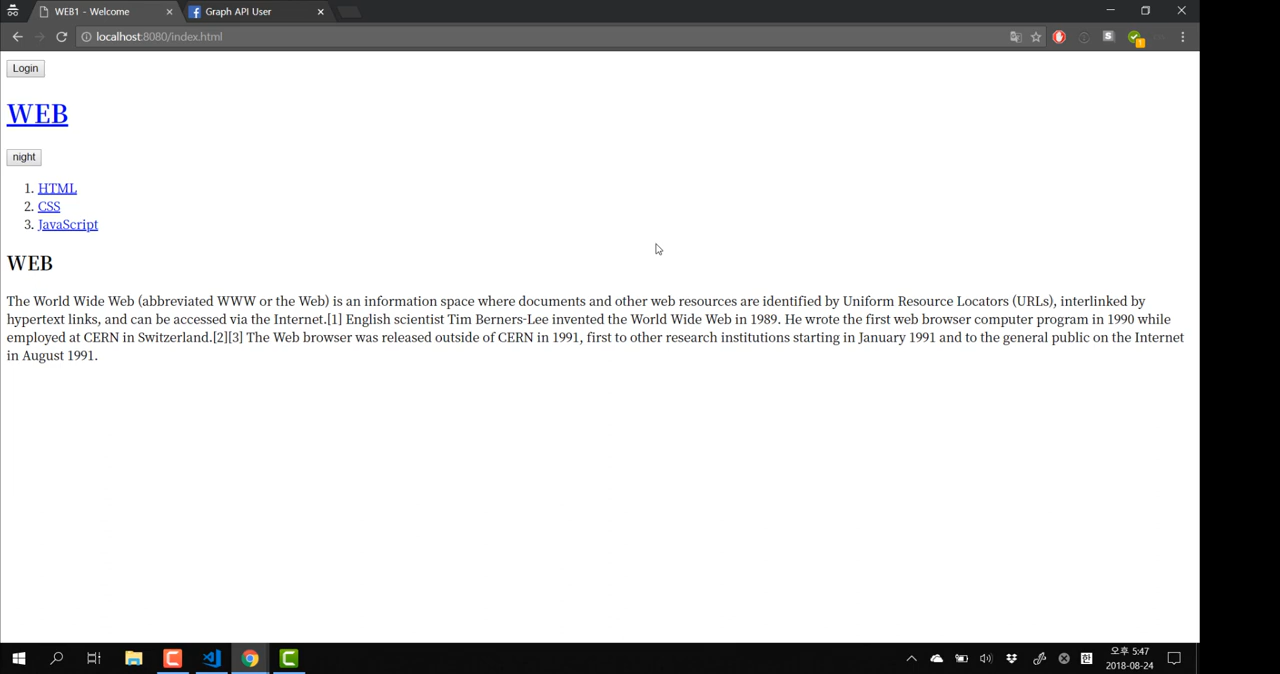 WEB1 - Welcome
Graph API User
localhost:8080/index.html
Login
WEB
night
1. HTML
2. CSS
3. JavaScript
WEB
The World Wide Web (abbreviated WWW or the Web) is an information space where documents and other web resources are identified by Uniform Resource Locators (URLs), interlinked by
hypertext links, and can be accessed via the Internet.[1] English scientist Tim Berners-Lee invented the World Wide Web in 1989. He wrote the first web browser computer program in 1990 while
employed at CERN in Switzerland.[2][3] The Web browser was released outside of CERN in 1991, first to other research institutions starting in January 1991 and to the general public on the Internet
in August 1991.
한
오후 5:47
2018-08-24